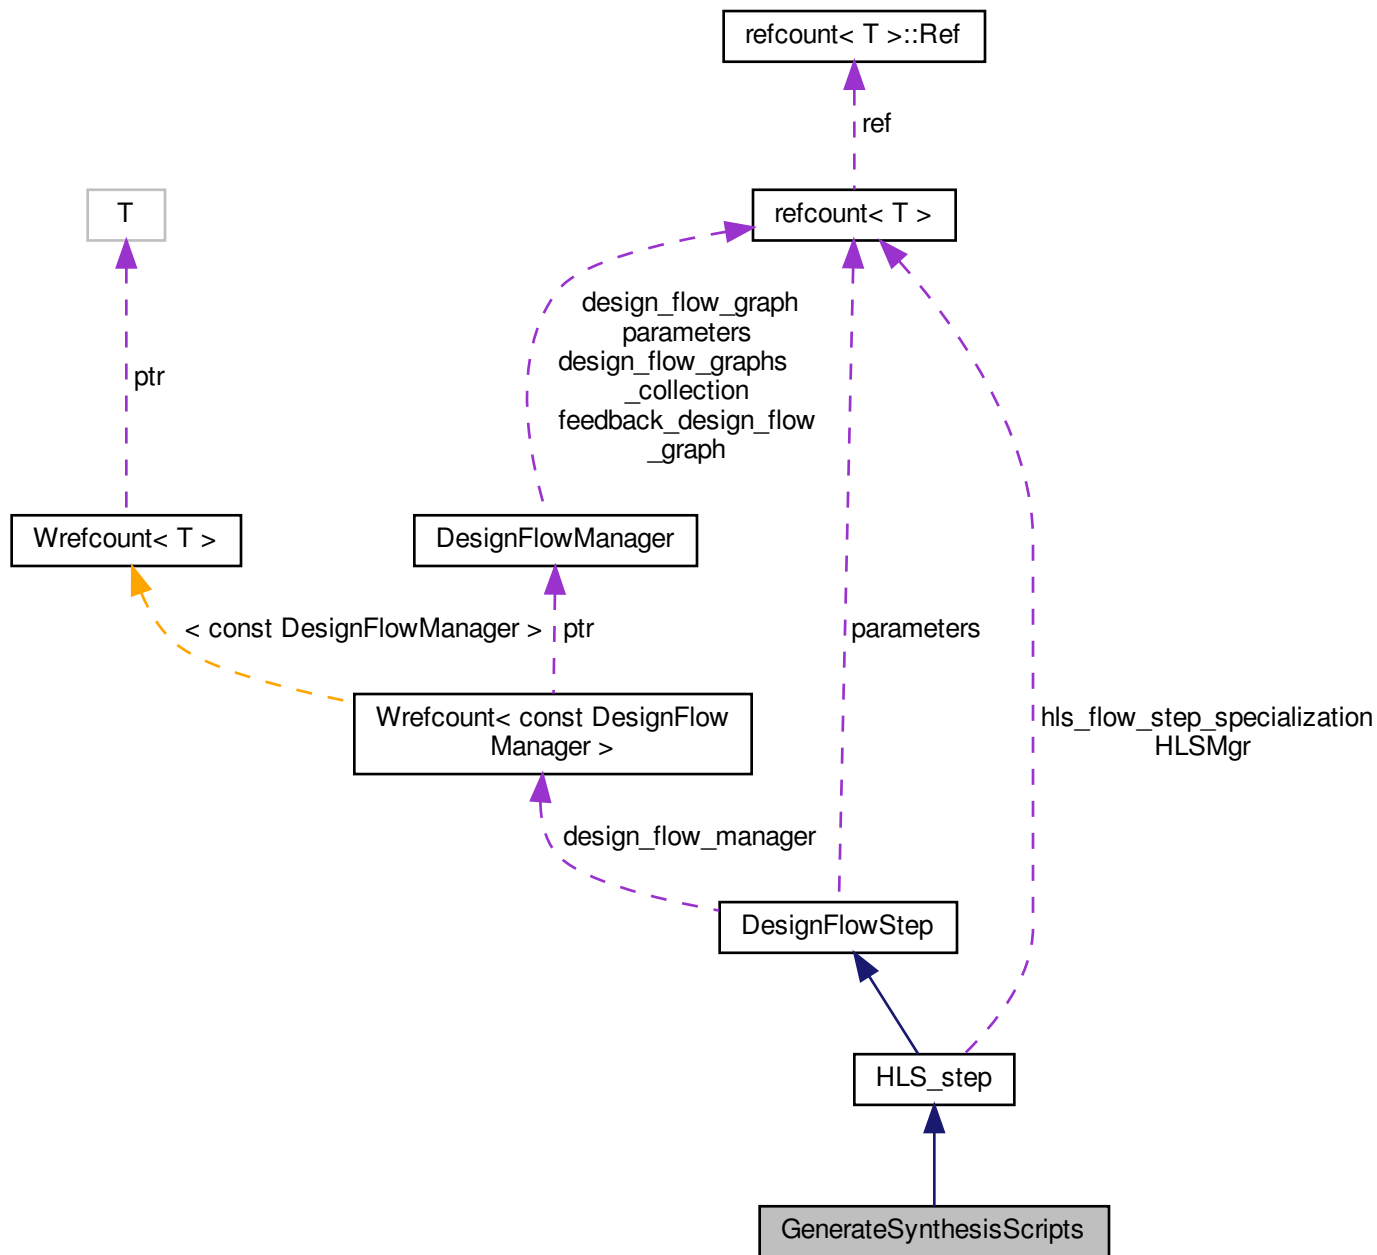 refcount< T >::Ref
ref
T
refcount< T >
design_flow_graph
parameters
design_flow_graphs
_collection
feedback_design_flow
_graph
ptr
Wrefcount< T >
DesignFlowManager
< const DesignFlowManager >
ptr
parameters
Wrefcount< const DesignFlow
Manager >
hls_flow_step_specialization
HLSMgr
design_flow_manager
DesignFlowStep
HLS_step
GenerateSynthesisScripts